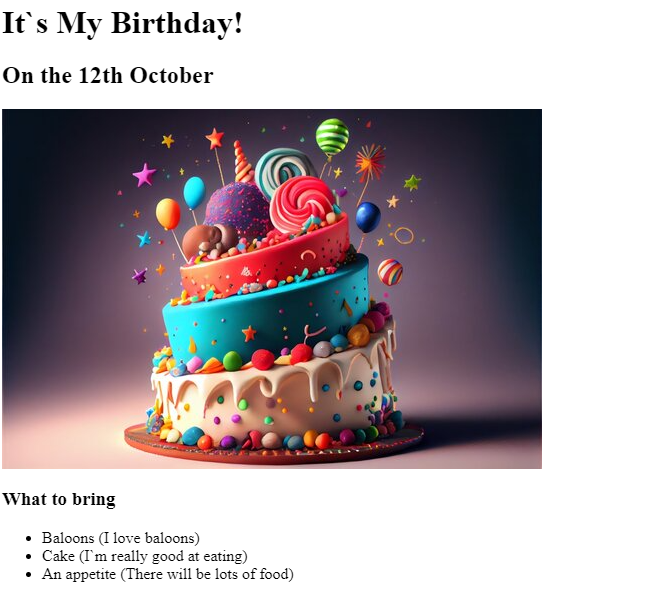 It`s My Birthday!
On the 12th October
What to bring
Baloons (I love baloons)
Cake (I`m really good at eating)
An appetite (There will be lots of food)